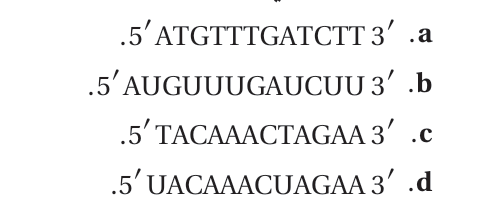 .5′ATGTTTGATCTT 3′ .a
.5′AUGUUUGAUCUU 3′ .b
.5′TACAAACTAGAA 3′ .c
.5′UACAAACUAGAA 3′ .d